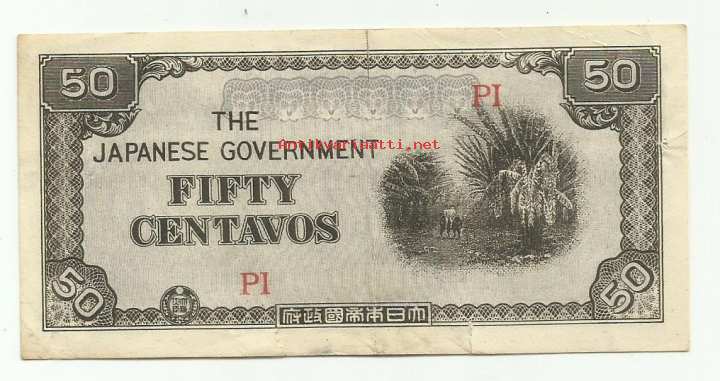 50 50
PI
THE
Antikvariaatti.net
JAPANESE GOVERNMENT
FIFTY
CENTAVOS
PI
50 50
府政國帝本日大